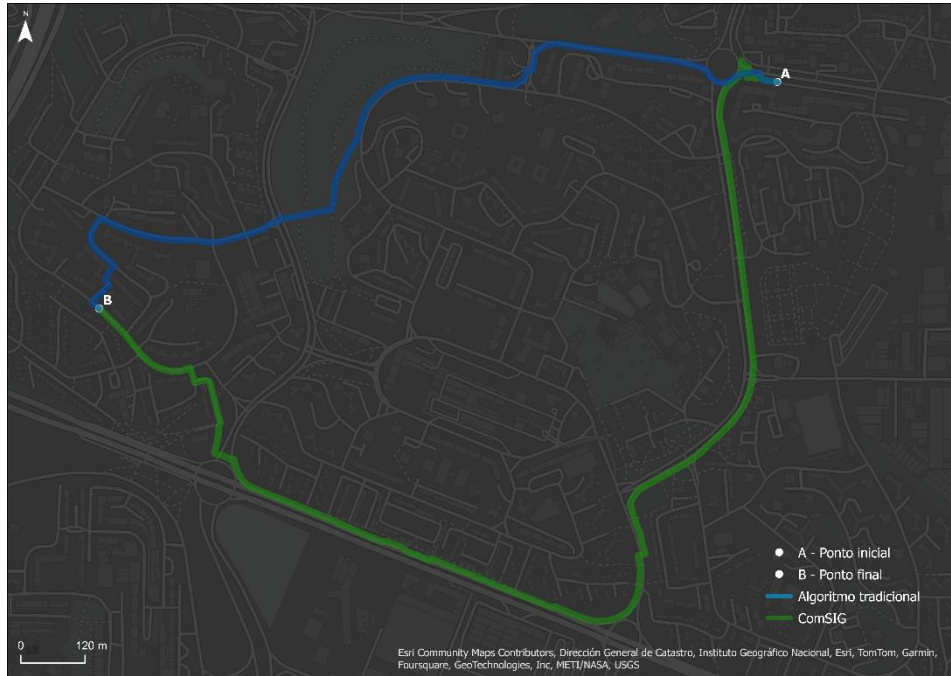 N
A
B
A - Ponto inicial
B - Ponto final
Algoritmo tradicional
ComSIG
0 120 m
Esri Community Maps Contributors, Dirección General de Catastro, Instituto Geográfico Nacional, Esri, TomTom, Garmin,
Foursquare, GeoTechnologies, Inc, METI/NASA, USGS